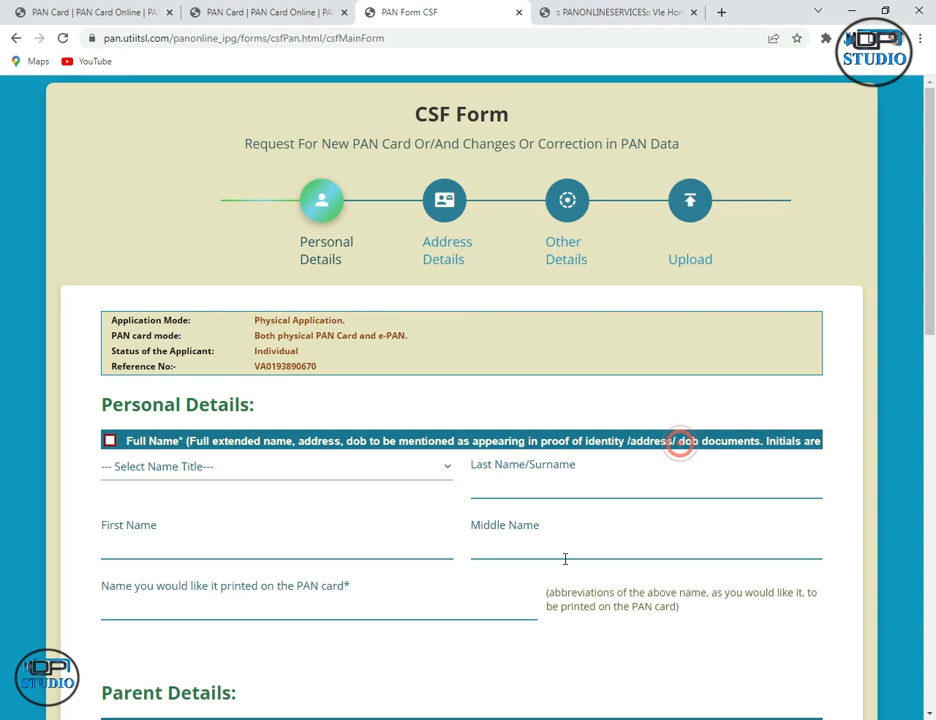 PAN Card | PAN Card Online | PA
PAN Card | PAN Card Online | PA
PAN Form CSF
:: PANONLINESERVICES:: Vle Hom
pan.utiitsl.com/panonline_ipg/forms/csfPan.html/csfMainForm
Maps
YouTube
STUDIO
CSF Form
Request For New PAN Card Or/And Changes Or Correction in PAN Data
Personal Details
Address Details
Other Details
Upload
Application Mode: Physical Application.
PAN card mode: Both physical PAN Card and e-PAN.
Status of the Applicant: Individual
Reference No:- VA0193890670
Personal Details:
Full Name* (Full extended name, address, dob to be mentioned as appearing in proof of identity /address/ dob documents. Initials are
--- Select Name Title---
Last Name/Surname
First Name
Middle Name
Name you would like it printed on the PAN card*
(abbreviations of the above name, as you would like it, to
be printed on the PAN card)
STUDIO
Parent Details: